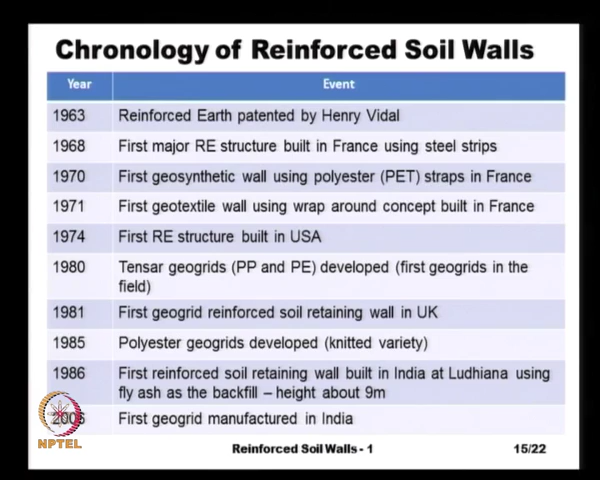 Chronology of Reinforced Soil Walls
Year Event
1963 Reinforced Earth patented by Henry Vidal
1968 First major RE structure built in France using steel strips
1970 First geosynthetic wall using polyester (PET) straps in France
1971 First geotextile wall using wrap around concept built in France
1974 First RE structure built in USA
1980 Tensar geogrids (PP and PE) developed (first geogrids in the
field)
1981 First geogrid reinforced soil retaining wall in UK
1985 Polyester geogrids developed (knitted variety)
1986 First reinforced soil retaining wall built in India at Ludhiana using
fly ash as the backfill – height about 9m
2006 First geogrid manufactured in India
NPTEL
Reinforced Soil Walls - 1 15/22